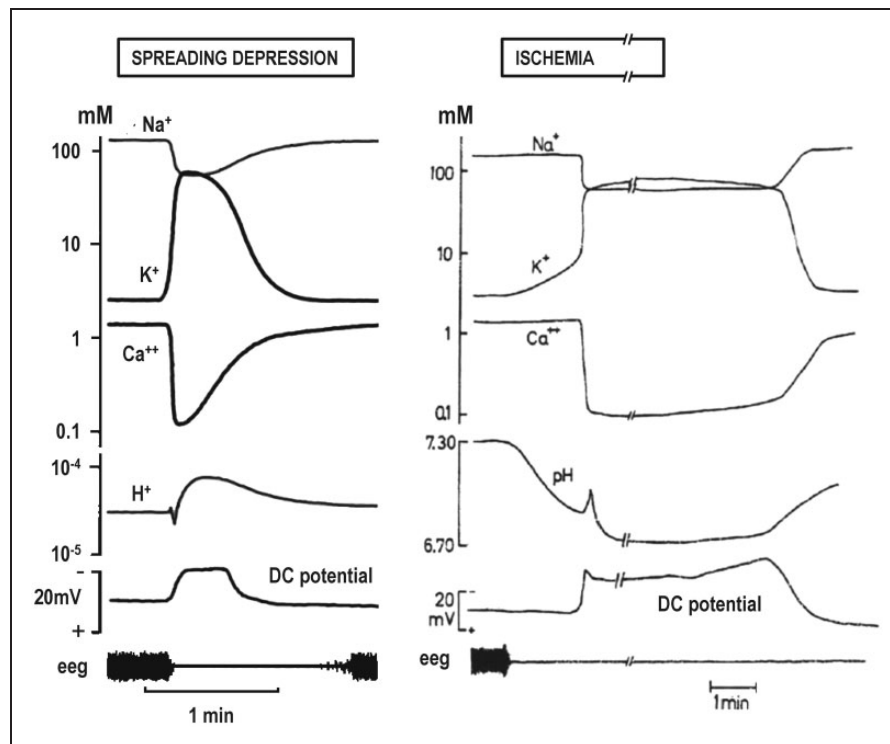 SPREADING DEPRESSION
mM
Na⁺
100
10
K⁺
1
Ca⁺⁺
0.1
10⁻⁴
H⁺
10⁻⁵
-
20mV
+
DC potential
eeg
1 min
ISCHEMIA
mM
Na⁺
100
10
K⁺
1
Ca⁺⁺
0.1
7.30
pH
6.70
20
mV
-
+
DC potential
eeg
1 min